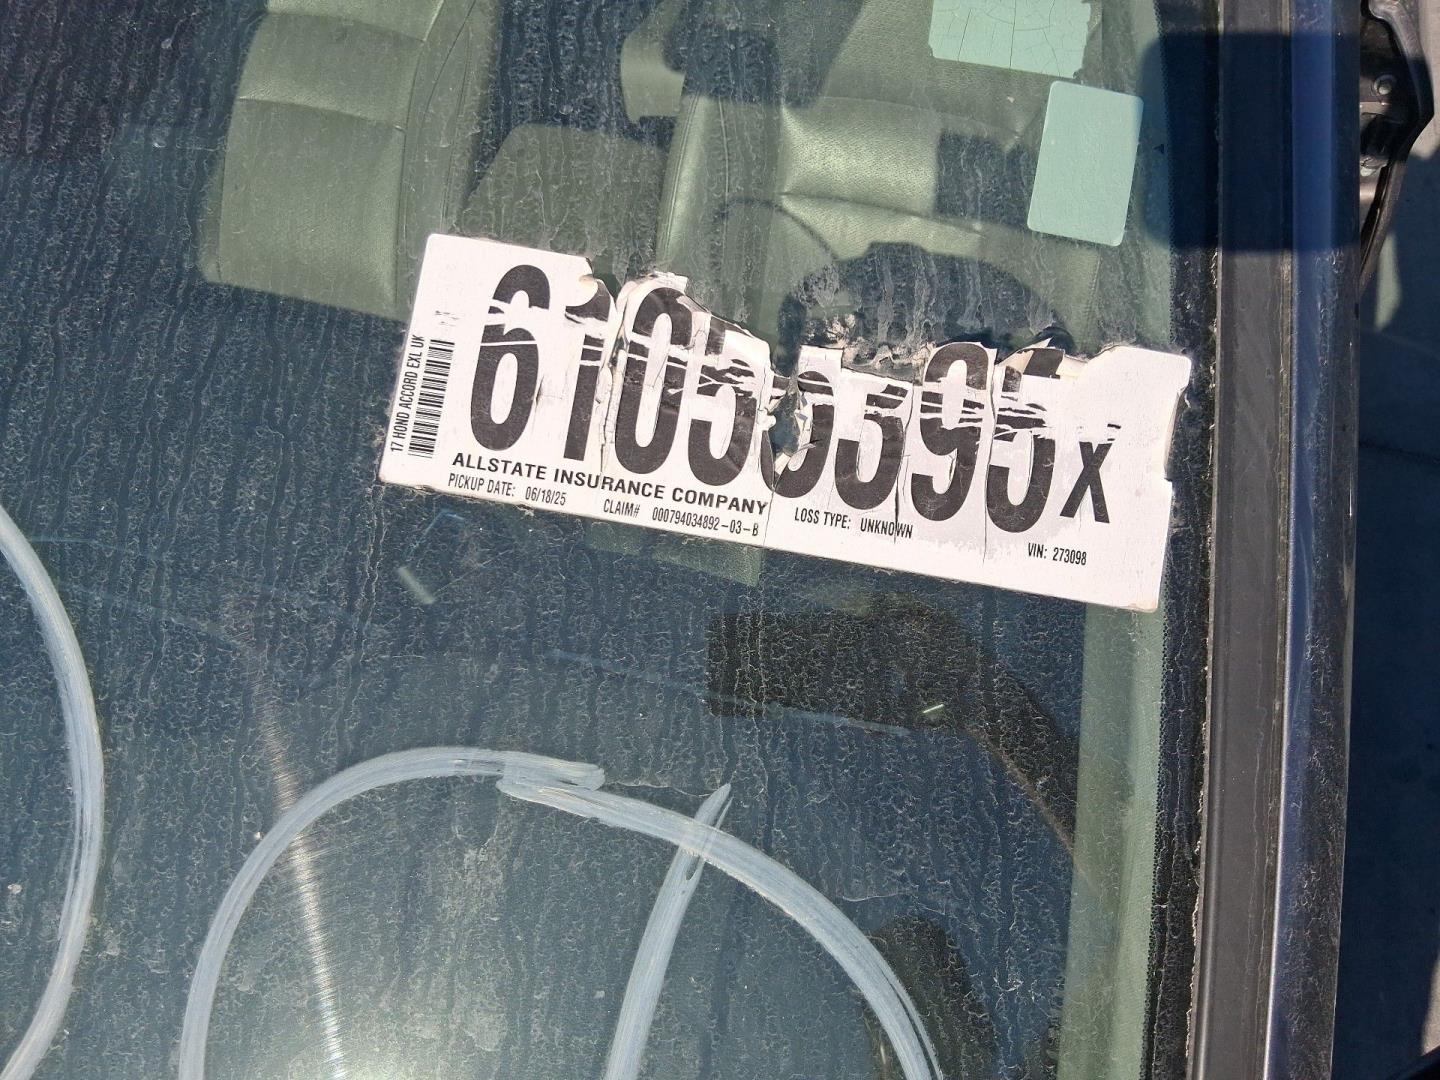 17 HOND ACCORD EXL UK
X
ALLSTATE INSURANCE COMPANY
PICKUP DATE: 06/18/25 CLAIM# 000794034892-03-B LOSS TYPE: UNKNOWN VIN: 273098